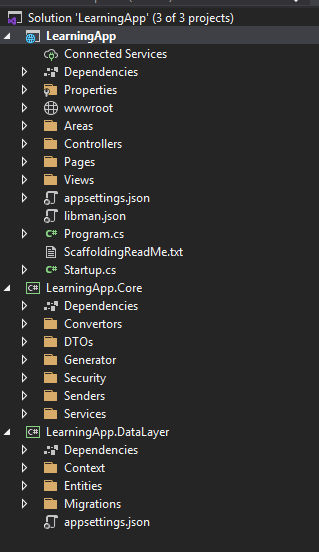 Solution 'LearningApp' (3 of 3 projects)
LearningApp
Connected Services
Dependencies
Properties
wwwroot
Areas
Controllers
Pages
Views
appsettings.json
libman.json
C# Program.cs
ScaffoldingReadMe.txt
C# Startup.cs
C# LearningApp.Core
Dependencies
Convertors
DTOs
Generator
Security
Senders
Services
C# LearningApp.DataLayer
Dependencies
Context
Entities
Migrations
appsettings.json